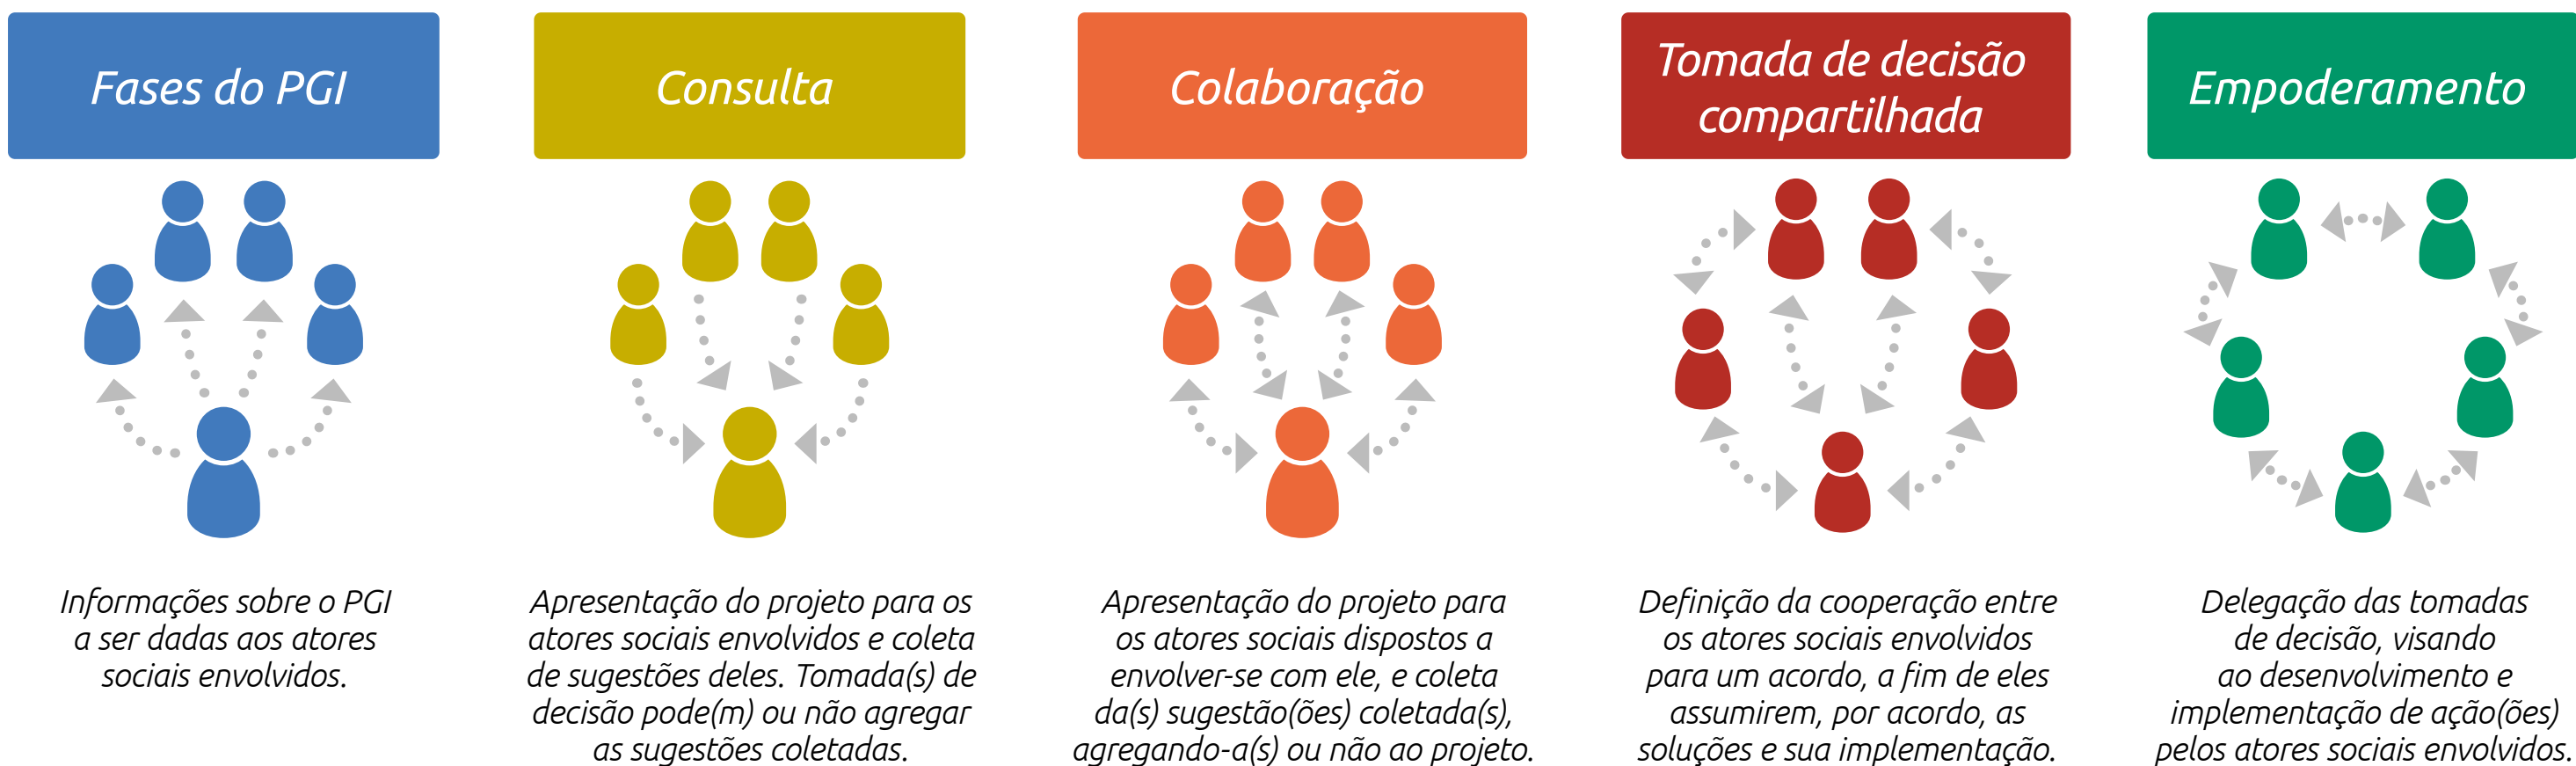 Fases do PGI
Consulta
Colaboração
Tomada de decisão
compartilhada
Empoderamento
Informações sobre o PGI
a ser dadas aos atores
sociais envolvidos.
Apresentação do projeto para os
atores sociais envolvidos e coleta
de sugestões deles. Tomada(s) de
decisão pode(m) ou não agregar
as sugestões coletadas.
Apresentação do projeto para
os atores sociais dispostos a
envolver-se com ele, e coleta
da(s) sugestão(ões) coletada(s),
agregando-a(s) ou não ao projeto.
Definição da cooperação entre
os atores sociais envolvidos
para um acordo, a fim de eles
assumirem, por acordo, as
soluções e sua implementação.
Delegação das tomadas
de decisão, visando
ao desenvolvimento e
implementação de ação(ões)
pelos atores sociais envolvidos.